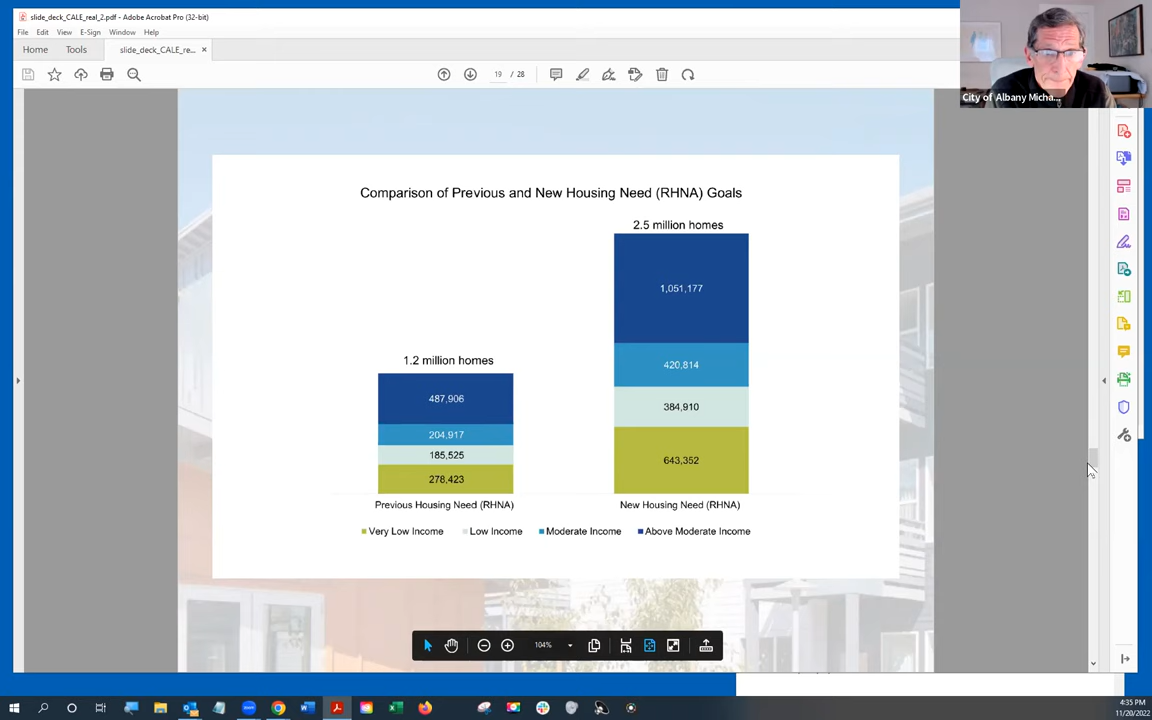 slide_deck_CALE_real_2.pdf - Adobe Acrobat Pro (32-bit)
File Edit View E-Sign Window Help
Home Tools slide_deck_CALE_re... ×
19 / 28
City of Albany Micha...
Comparison of Previous and New Housing Need (RHNA) Goals
2.5 million homes
1,051,177
1.2 million homes
420,814
487,906
384,910
204,917
185,525
643,352
278,423
Previous Housing Need (RHNA) New Housing Need (RHNA)
Very Low Income Low Income Moderate Income Above Moderate Income
104%
4:35 PM
11/20/2022